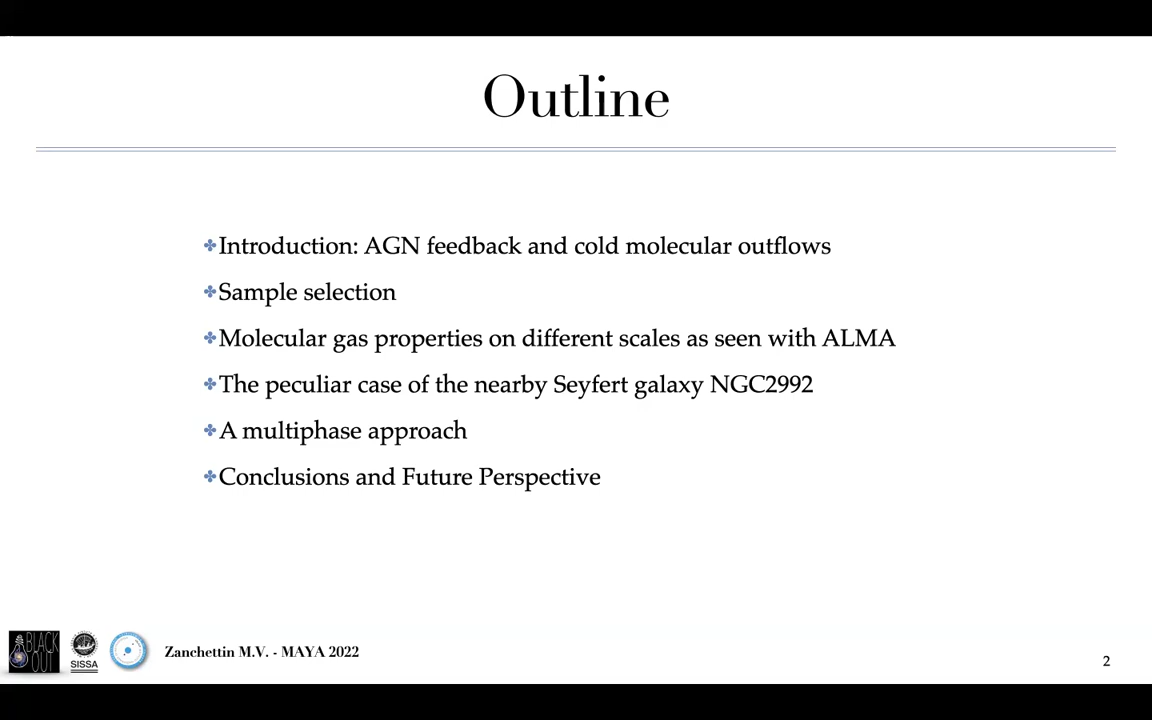 Outline
✤Introduction: AGN feedback and cold molecular outflows
✤Sample selection
✤Molecular gas properties on different scales as seen with ALMA
✤The peculiar case of the nearby Seyfert galaxy NGC2992
✤A multiphase approach
✤Conclusions and Future Perspective
BLACK
OUT
SISSA
Zanchettin M.V. - MAYA 2022
2